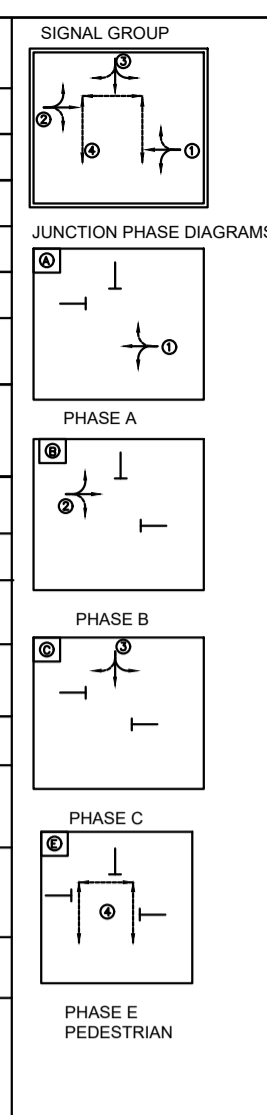 SIGNAL GROUP
3
2
4
1
JUNCTION PHASE DIAGRAMS
A
1
PHASE A
B
2
PHASE B
C
3
PHASE C
E
4
PHASE E
PEDESTRIAN